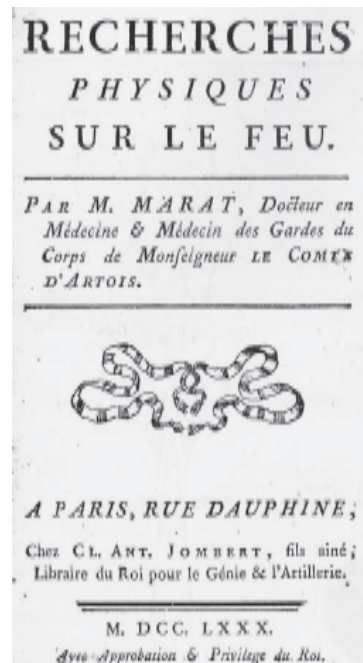 RECHERCHES
PHYSIQUES
SUR LE FEU.
PAR M. MARAT, Docteur en
Médecine & Médecin des Gardes du
Corps de Monſeigneur LE COMTE
D'ARTOIS.
A PARIS, RUE DAUPHINE,
Chez CL. ANT. JOMBERT, fils aîné;
Libraire du Roi pour le Génie & l'Artillerie.
M. DCC. LXXX.
Avec Approbation & Privilege du Roi.